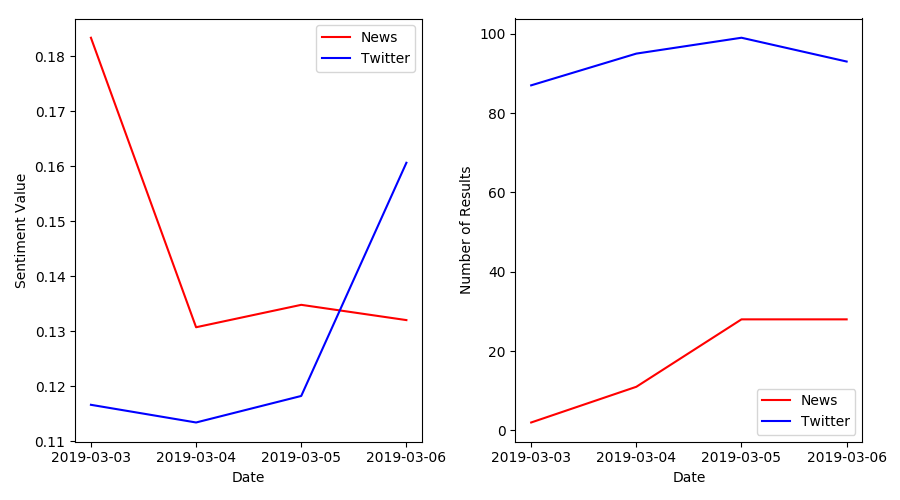 News
Twitter
0.18
0.17
0.16
0.15
0.14
0.13
0.12
0.11
Sentiment Value
2019-03-03 2019-03-04 2019-03-05 2019-03-06
Date
100
80
60
40
20
0
Number of Results
News
Twitter
2019-03-03 2019-03-04 2019-03-05 2019-03-06
Date